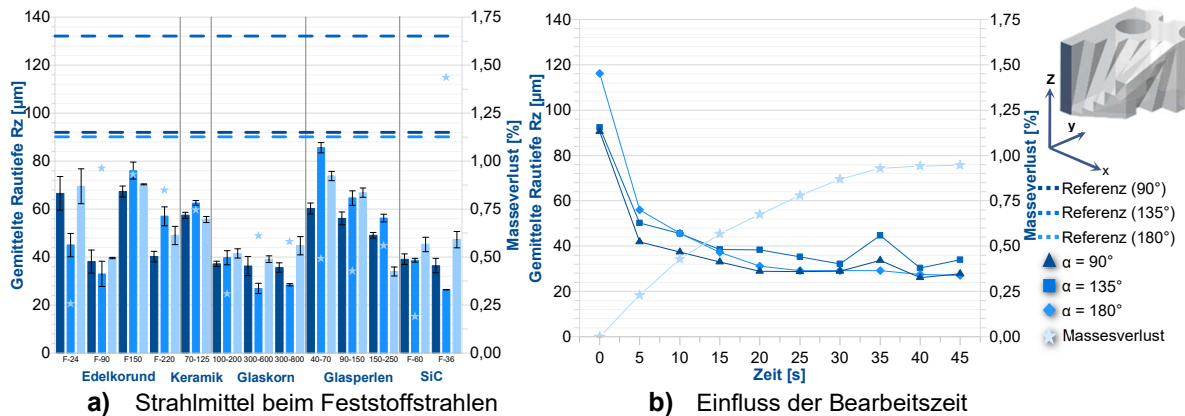 Gemittelte Rautiefe Rz [µm]
140
120
100
80
60
40
20
0
1,75
1,50
1,25
1,00
0,75
0,50
0,25
0,00
Masseverlust [%]
F-24 F-90 F150 F-220 70-125 100-200 300-600 300-800 40-70 90-150 150-250 F-60 F-36
Edelkorund Keramik Glaskorn Glasperlen SiC
a) Strahlmittel beim Feststoffstrahlen
Gemittelte Rautiefe Rz [µm]
140
120
100
80
60
40
20
0
1,75
1,50
1,25
1,00
0,75
0,50
0,25
0,00
Masseverlust [%]
0 5 10 15 20 25 30 35 40 45
Zeit [s]
b) Einfluss der Bearbeitszeit
z
y
x
Referenz (90°)
Referenz (135°)
Referenz (180°)
α = 90°
α = 135°
α = 180°
Massesverlust